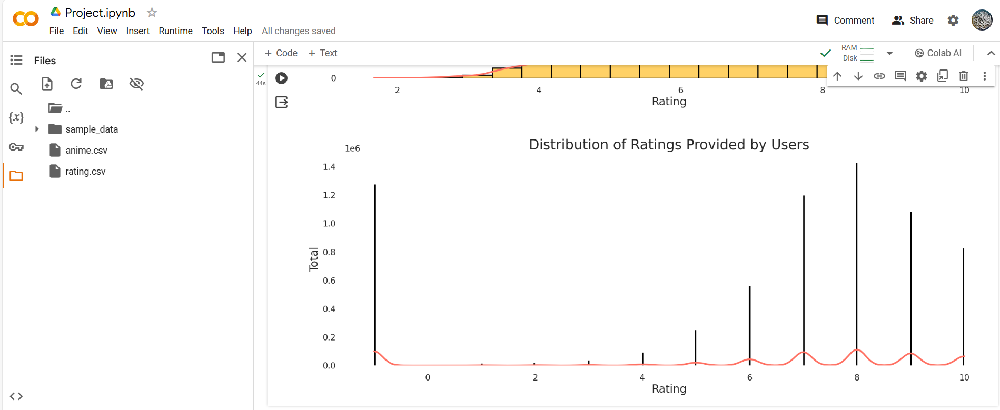 Project.ipynb
File Edit View Insert Runtime Tools Help All changes saved
Comment Share
Files
+ Code + Text
RAM
Disk
Colab AI
{x}
..
sample_data
anime.csv
rating.csv
44s
0
2 4 6 8 10
Rating
Distribution of Ratings Provided by Users
1e6
1.4
1.2
1.0
0.8
0.6
0.4
0.2
0.0
Total
0 2 4 6 8 10
Rating